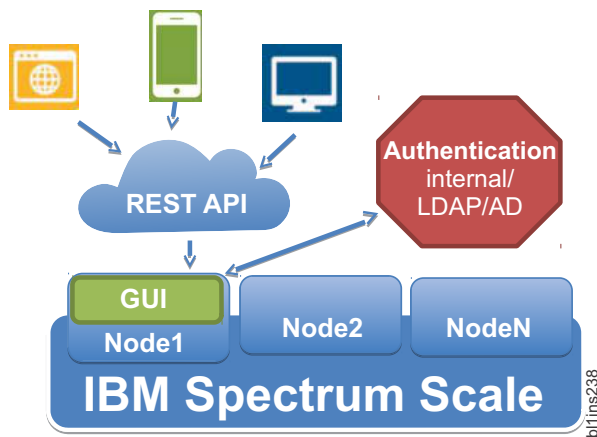 REST API
Authentication
internal/
LDAP/AD
GUI
Node1
Node2
NodeN
IBM Spectrum Scale
bl1ins238